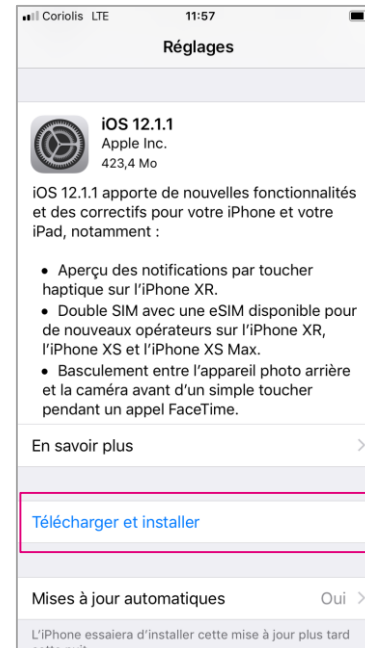 Coriolis LTE 11:57
Réglages
iOS 12.1.1
Apple Inc.
423,4 Mo
iOS 12.1.1 apporte de nouvelles fonctionnalités
et des correctifs pour votre iPhone et votre
iPad, notamment :
• Aperçu des notifications par toucher
haptique sur l’iPhone XR.
• Double SIM avec une eSIM disponible pour
de nouveaux opérateurs sur l’iPhone XR,
l’iPhone XS et l’iPhone XS Max.
• Basculement entre l’appareil photo arrière
et la caméra avant d’un simple toucher
pendant un appel FaceTime.
En savoir plus
Télécharger et installer
Mises à jour automatiques Oui
L’iPhone essaiera d’installer cette mise à jour plus tard